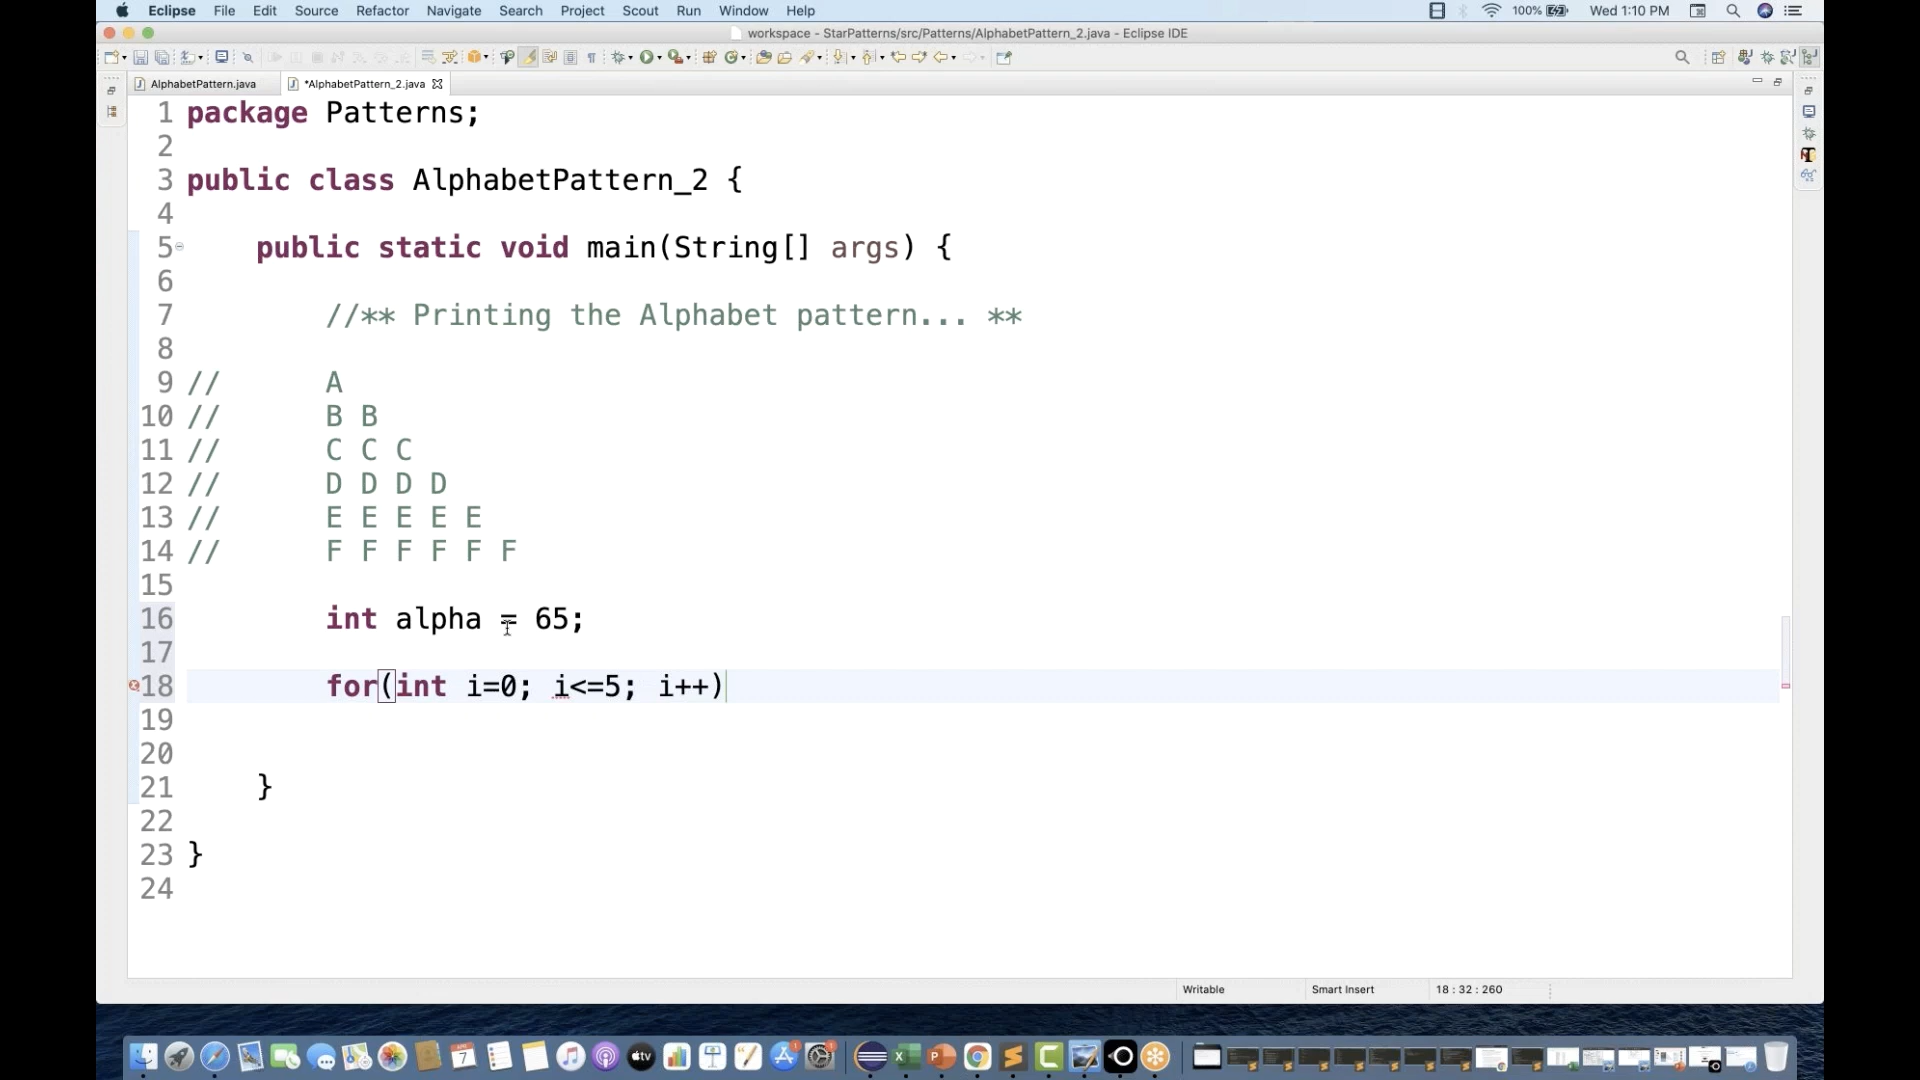 Eclipse File Edit Source Refactor Navigate Search Project Scout Run Window Help 100% Wed 1:10 PM
workspace - StarPatterns/src/Patterns/AlphabetPattern_2.java - Eclipse IDE
AlphabetPattern.java *AlphabetPattern_2.java
1 package Patterns;
2
3 public class AlphabetPattern_2 {
4
5 public static void main(String[] args) {
6
7 //** Printing the Alphabet pattern... **
8
9 // A
10 // B B
11 // C C C
12 // D D D D
13 // E E E E E
14 // F F F F F F
15
16 int alpha = 65;
17
18 for(int i=0; i<=5; i++)
19
20
21 }
22
23 }
24
Writable Smart Insert 18 : 32 : 260
tv